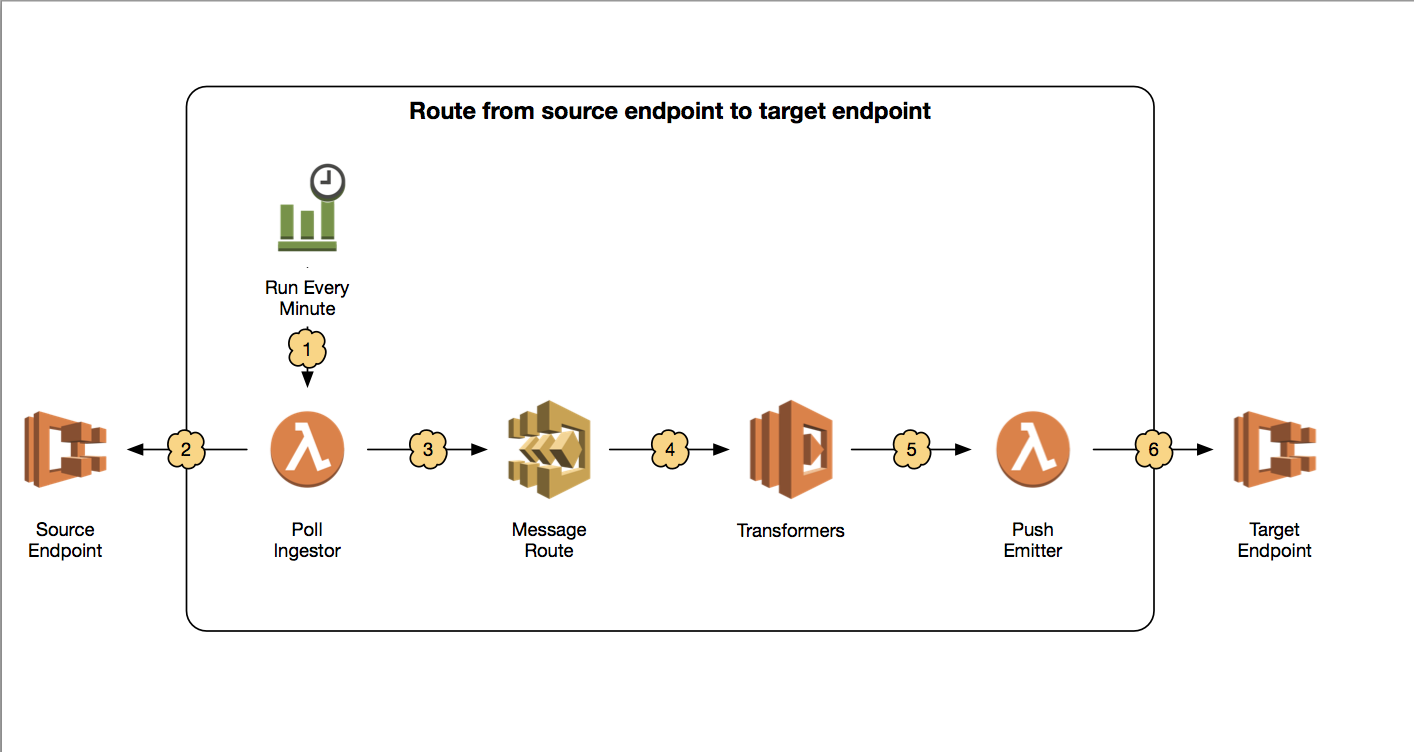 Route from source endpoint to target endpoint
Run Every
Minute
1
2
3
4
5
6
Source
Endpoint
Poll
Ingestor
Message
Route
Transformers
Push
Emitter
Target
Endpoint